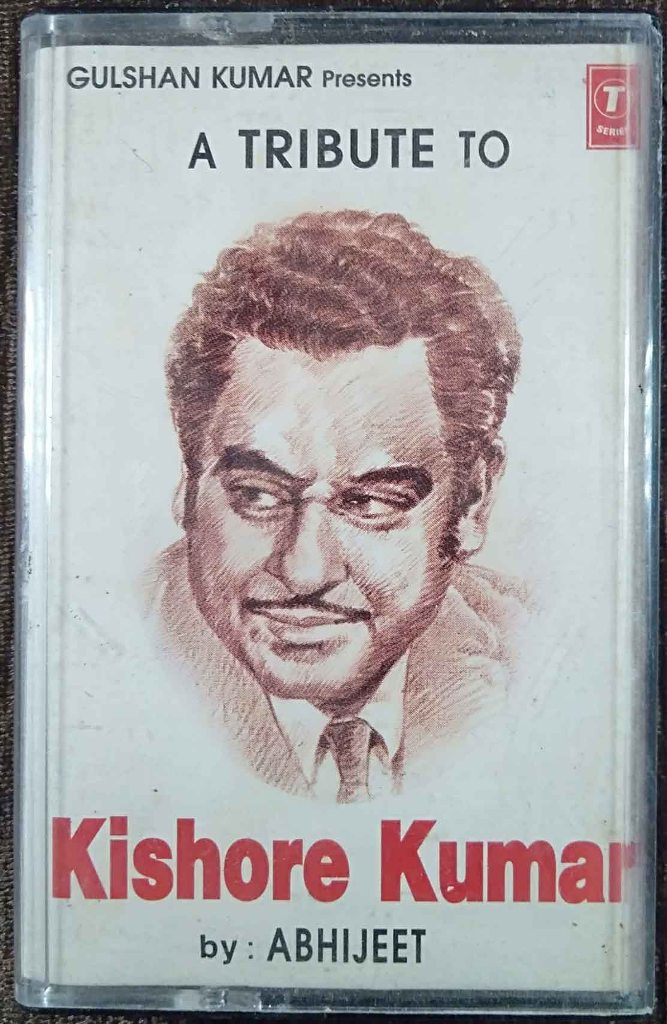 GULSHAN KUMAR Presents
T
SERIES
A TRIBUTE TO
Kishore Kumar
by : ABHIJEET